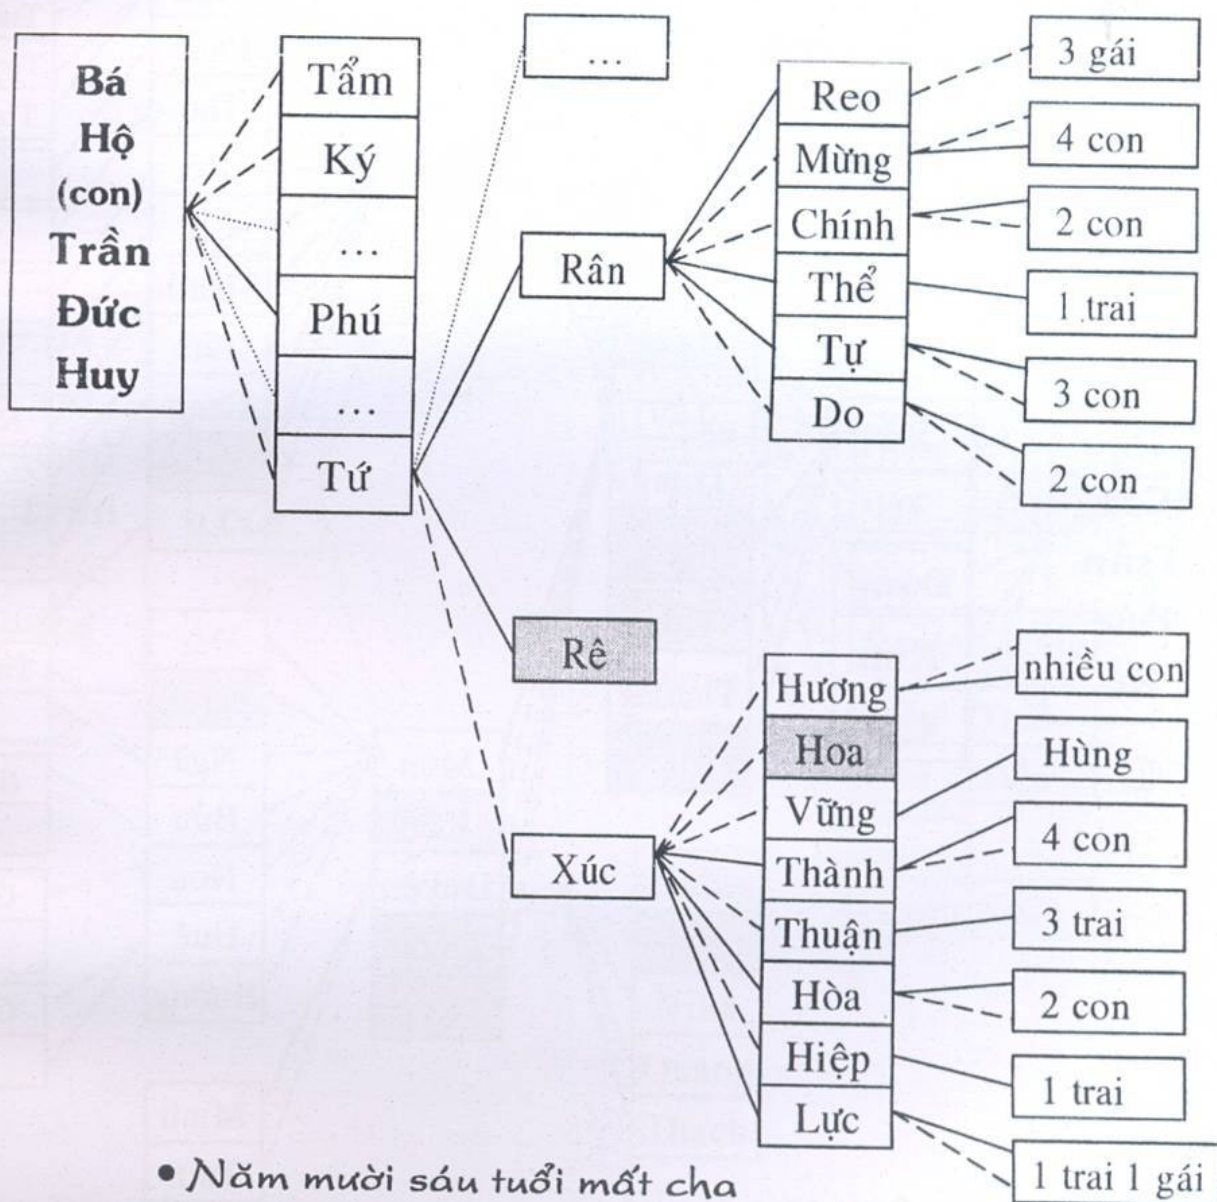 Bá
Hộ
(con)
Trần
Đức
Huy
Tẩm
Ký
...
Phú
...
Tứ
...
Rân
Rê
Xúc
Reo
Mừng
Chính
Thể
Tự
Do
3 gái
4 con
2 con
1 trai
3 con
2 con
Hương
Hoa
Vững
Thành
Thuận
Hòa
Hiệp
Lực
nhiều con
Hùng
4 con
3 trai
2 con
1 trai
1 trai 1 gái
• Năm mười sáu tuổi mất cha